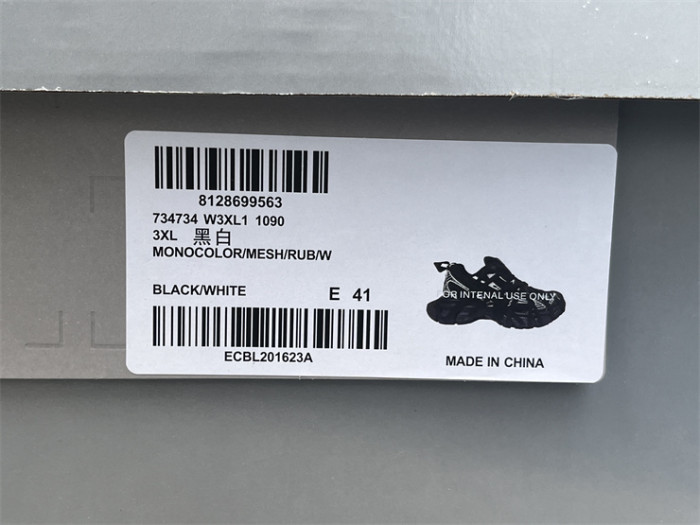 8128699563
734734 W3XL1 1090
3XL 黑白
MONOCOLOR/MESH/RUB/W
BLACK/WHITE E 41
OR INTENAL USE ONLY
ECBL201623A
MADE IN CHINA